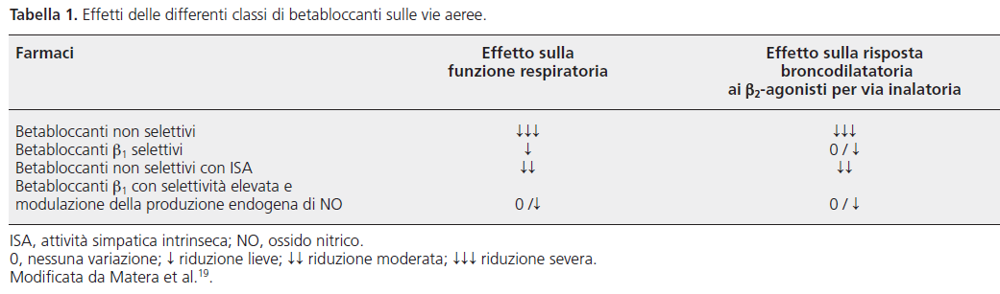 Tabella 1. Effetti delle differenti classi di betabloccanti sulle vie aeree.
Farmaci Effetto sulla Effetto sulla risposta
funzione respiratoria broncodilatatoria
ai β2-agonisti per via inalatoria
Betabloccanti non selettivi ↓↓↓ ↓↓↓
Betabloccanti β1 selettivi ↓ 0 / ↓
Betabloccanti non selettivi con ISA ↓↓ ↓↓
Betabloccanti β1 con selettività elevata e
modulazione della produzione endogena di NO 0 /↓ 0 / ↓
ISA, attività simpatica intrinseca; NO, ossido nitrico.
0, nessuna variazione; ↓ riduzione lieve; ↓↓ riduzione moderata; ↓↓↓ riduzione severa.
Modificata da Matera et al.19.